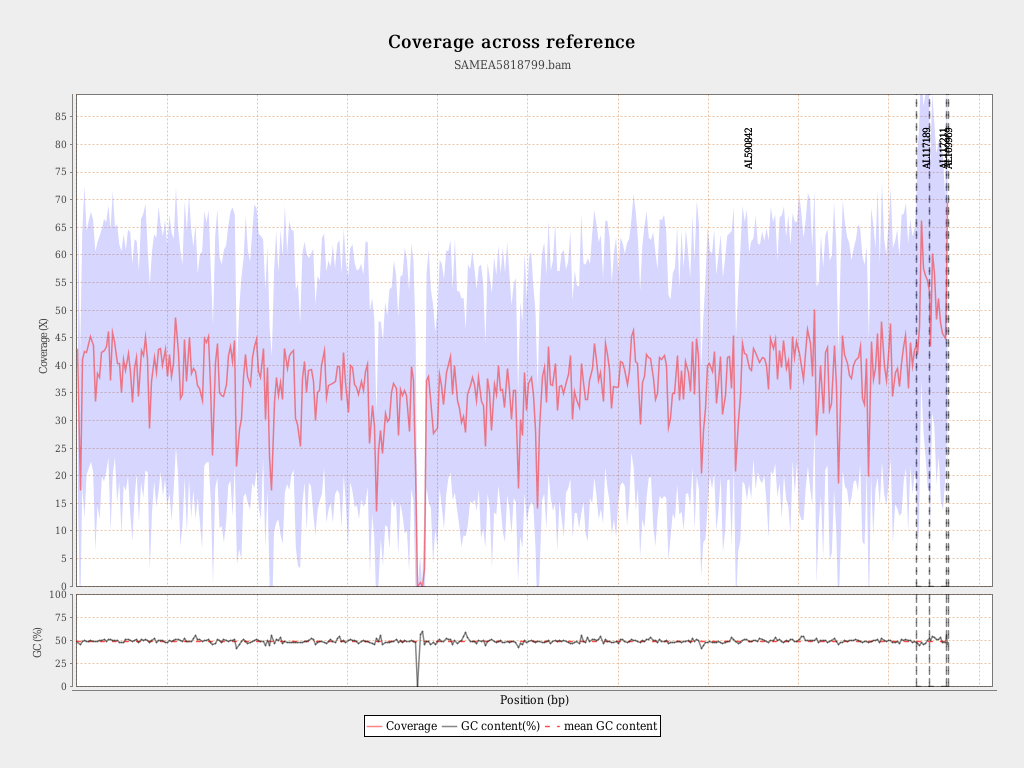 Coverage across reference
SAMEA5818799.bam
Coverage (X)
85
80
75
70
65
60
55
50
45
40
35
30
25
20
15
10
5
0
AL590842
AL117189
AL117211
AL109969
GC (%)
100
75
50
25
0
Position (bp)
Coverage GC content(%) mean GC content